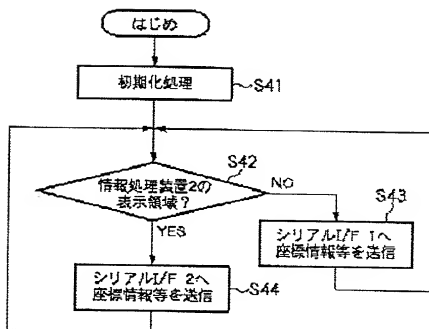 はじめ
初期化処理
S41
情報処理装置2の
表示領域?
S42
NO
YES
S43
シリアルI/F 1へ
座標情報等を送信
シリアルI/F 2へ
座標情報等を送信
S44